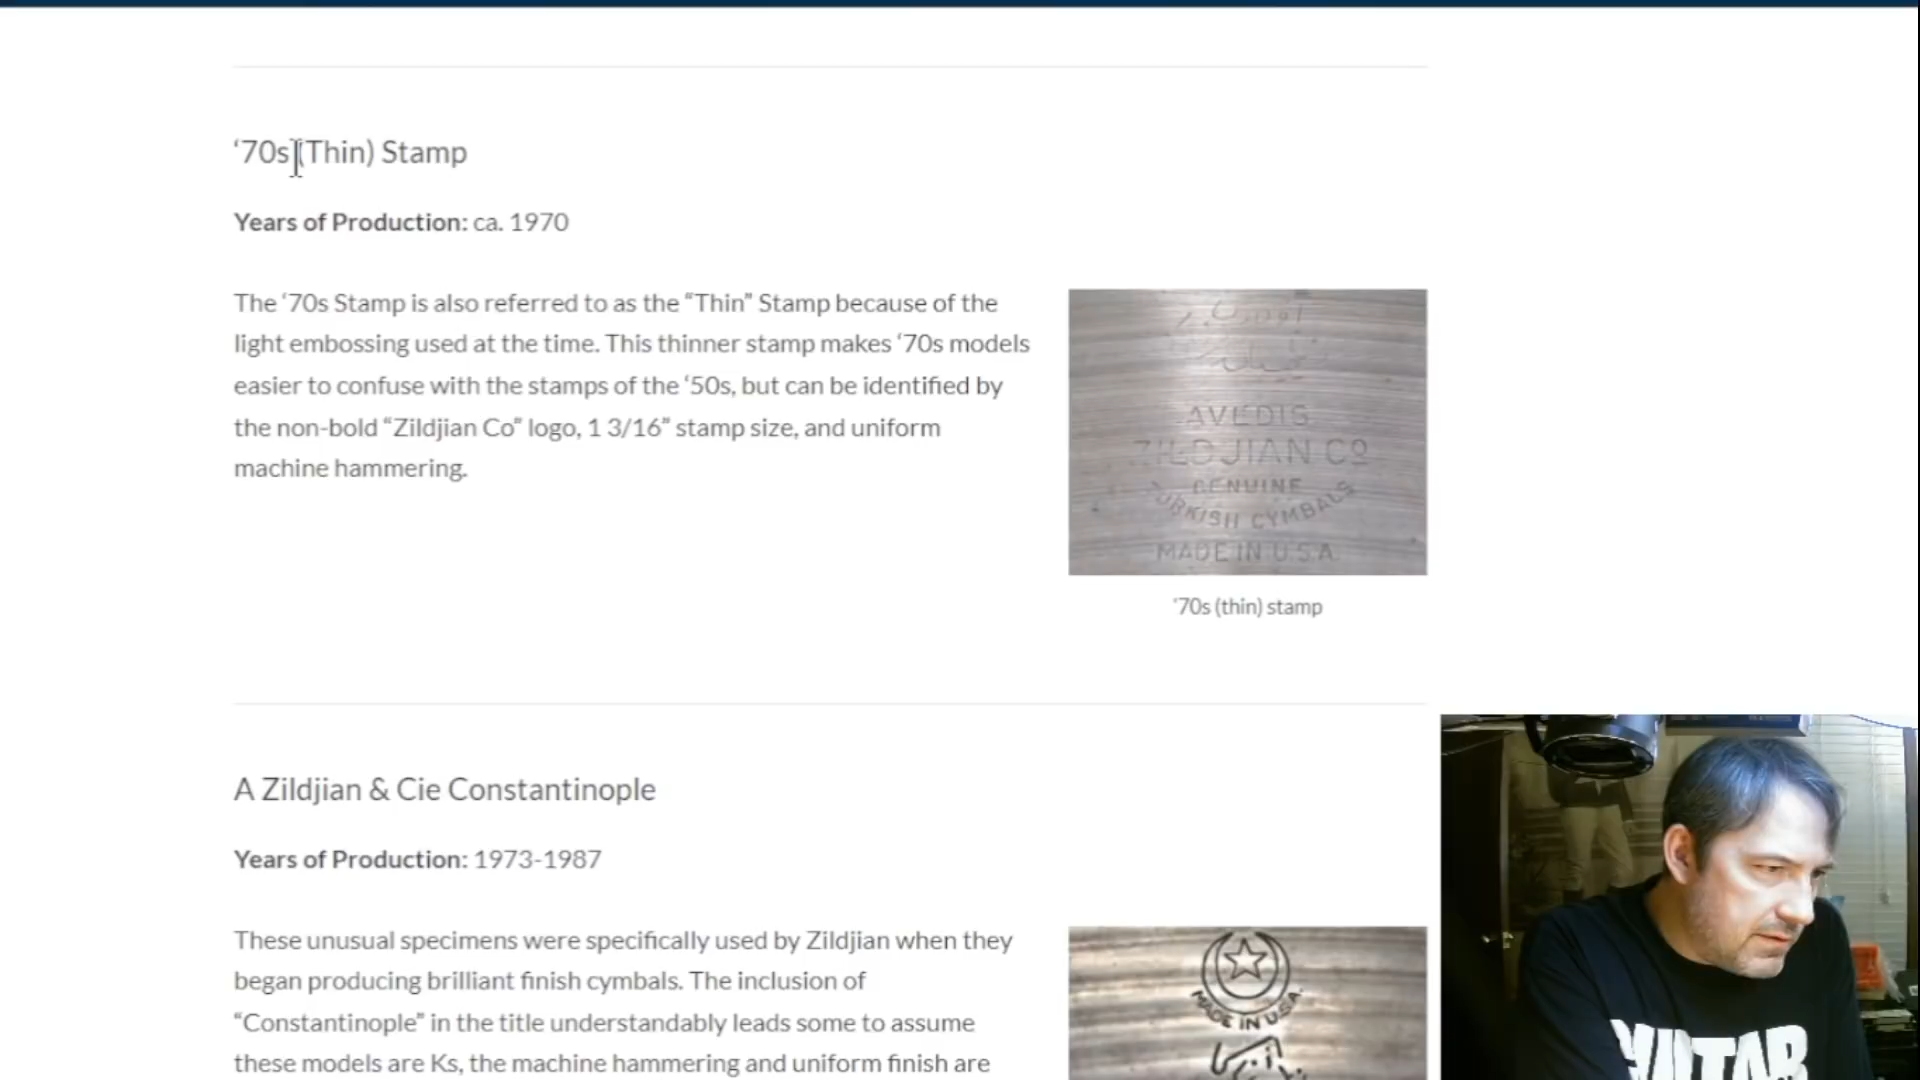 ‘70s (Thin) Stamp
Years of Production: ca. 1970
The ‘70s Stamp is also referred to as the “Thin” Stamp because of the
light embossing used at the time. This thinner stamp makes ‘70s models
easier to confuse with the stamps of the ‘50s, but can be identified by
the non-bold “Zildjian Co” logo, 1 3/16” stamp size, and uniform
machine hammering.
AVEDIS
ZILDJIAN Cº
GENUINE
TURKISH CYMBALS
MADE IN U.S.A.
‘70s (thin) stamp
A Zildjian & Cie Constantinople
Years of Production: 1973-1987
These unusual specimens were specifically used by Zildjian when they
began producing brilliant finish cymbals. The inclusion of
“Constantinople” in the title understandably leads some to assume
these models are Ks, the machine hammering and uniform finish are
MADE IN U.S.A.
GUITAR